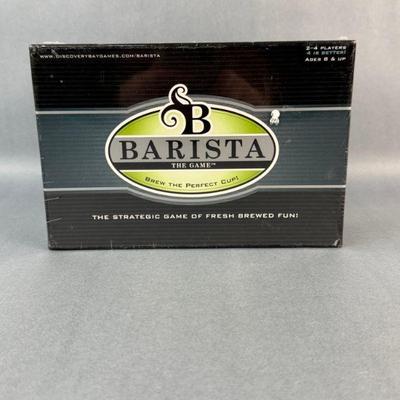 WWW.DISCOVERYBAYGAMES.COM/BARISTA
2-4 PLAYERS
4 IS BETTER!
AGES 8 & UP
B
BARISTA
THE GAME™
BREW THE PERFECT CUP!
THE STRATEGIC GAME OF FRESH BREWED FUN!